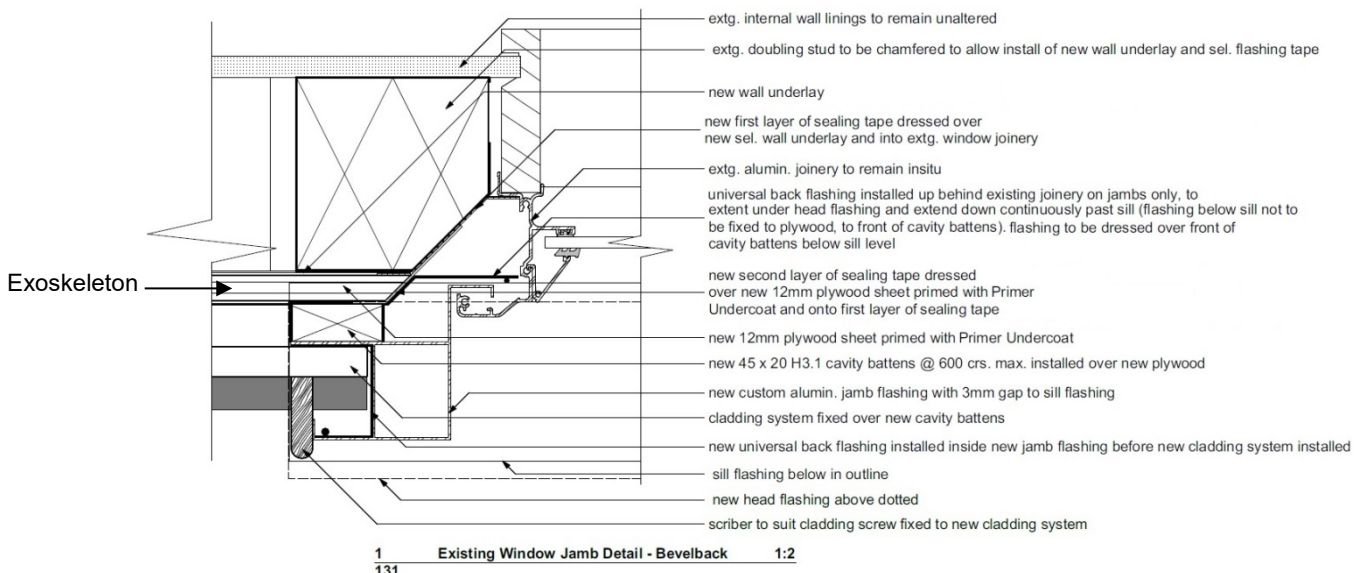 extg. internal wall linings to remain unaltered
extg. doubling stud to be chamfered to allow install of new wall underlay and sel. flashing tape
new wall underlay
new first layer of sealing tape dressed over
new sel. wall underlay and into extg. window joinery
extg. alumin. joinery to remain insitu
universal back flashing installed up behind existing joinery on jambs only, to
extent under head flashing and extend down continuously past sill (flashing below sill not to
be fixed to plywood, to front of cavity battens). flashing to be dressed over front of
cavity battens below sill level
Exoskeleton
new second layer of sealing tape dressed
over new 12mm plywood sheet primed with Primer
Undercoat and onto first layer of sealing tape
new 12mm plywood sheet primed with Primer Undercoat
new 45 x 20 H3.1 cavity battens @ 600 crs. max. installed over new plywood
new custom alumin. jamb flashing with 3mm gap to sill flashing
cladding system fixed over new cavity battens
new universal back flashing installed inside new jamb flashing before new cladding system installed
sill flashing below in outline
new head flashing above dotted
scriber to suit cladding screw fixed to new cladding system
1 Existing Window Jamb Detail - Bevelback 1:2
131